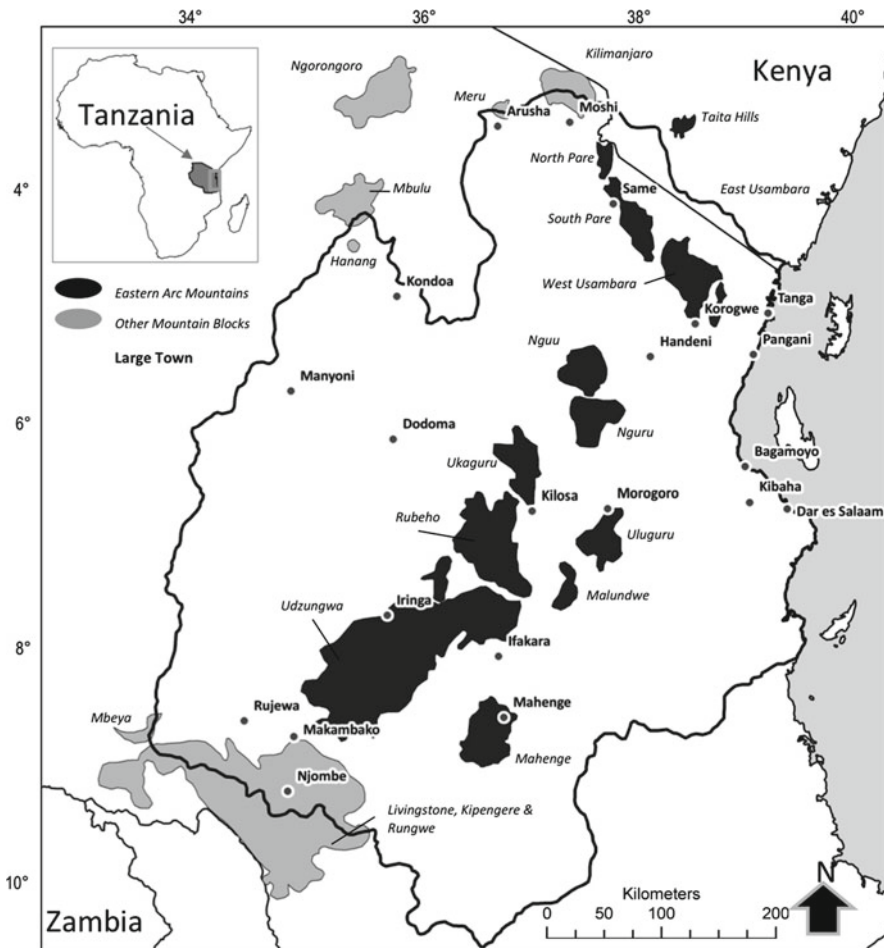 34°
36°
38°
40°
Ngorongoro
Kilimanjaro
Kenya
Tanzania
Meru
Arusha
Moshi
Taita Hills
North Pare
4°
Mbulu
Same
East Usambara
South Pare
Hanang
Kondoa
West Usambara
Eastern Arc Mountains
Other Mountain Blocks
Large Town
Korogwe
Tanga
Handeni
Pangani
Nguu
Manyoni
6°
Dodoma
Nguru
Ukaguru
Bagamoyo
Kilosa
Morogoro
Kibaha
Dar es Salaam
Rubeho
Uluguru
Malundwe
Iringa
Udzungwa
8°
Ifakara
Mbeya
Rujewa
Mahenge
Makambako
Mahenge
Njombe
Livingstone, Kipengere &
Rungwe
10°
Zambia
Kilometers
0 50 100 200
N